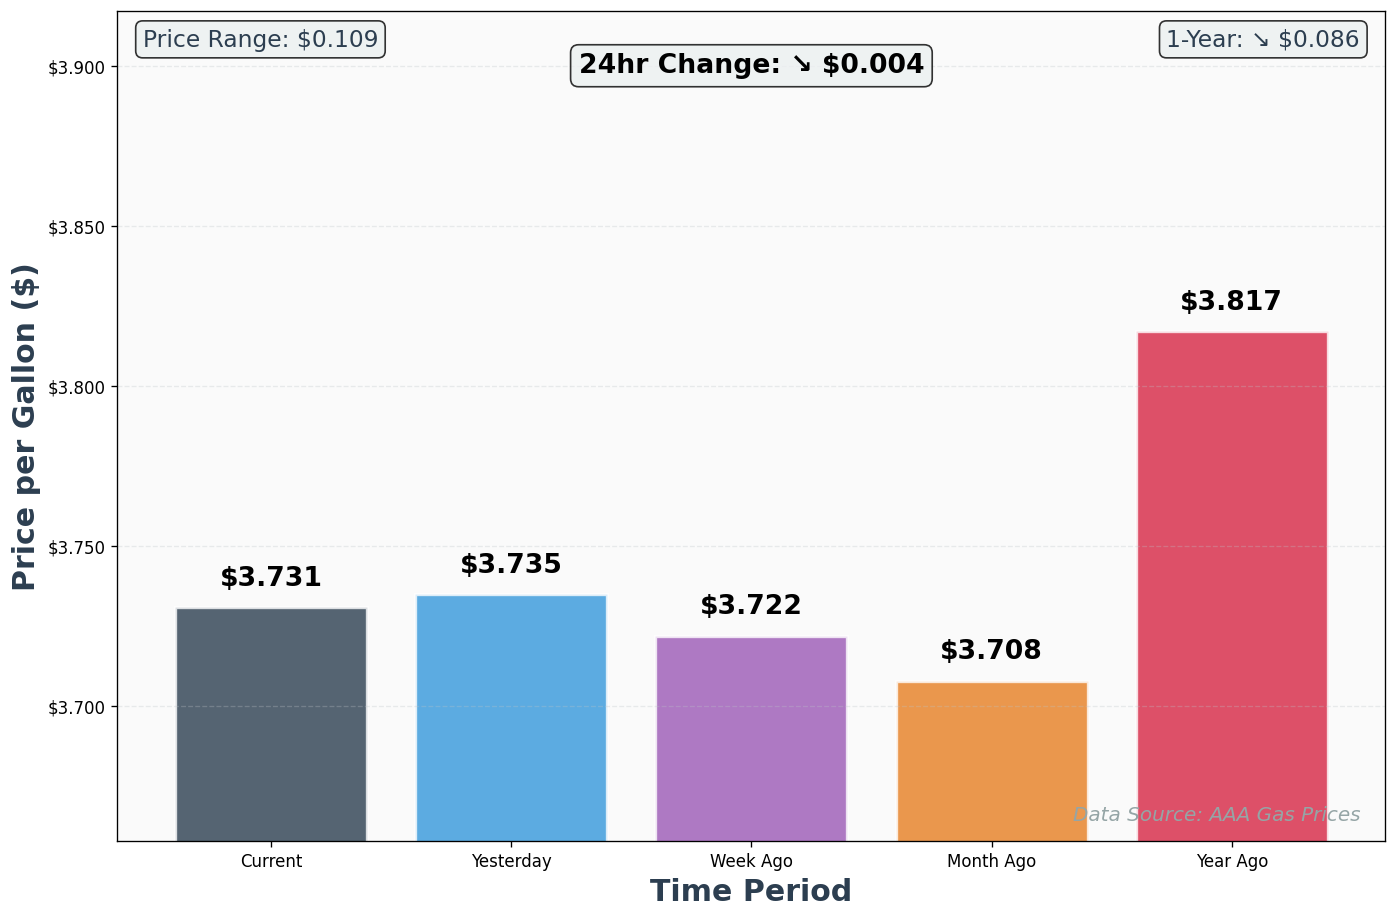 Price Range: $0.109
24hr Change: ↘ $0.004
1-Year: ↘ $0.086
Price per Gallon ($)
$3.900
$3.850
$3.800
$3.750
$3.700
$3.731
$3.735
$3.722
$3.708
$3.817
Data Source: AAA Gas Prices
Current
Yesterday
Week Ago
Month Ago
Year Ago
Time Period